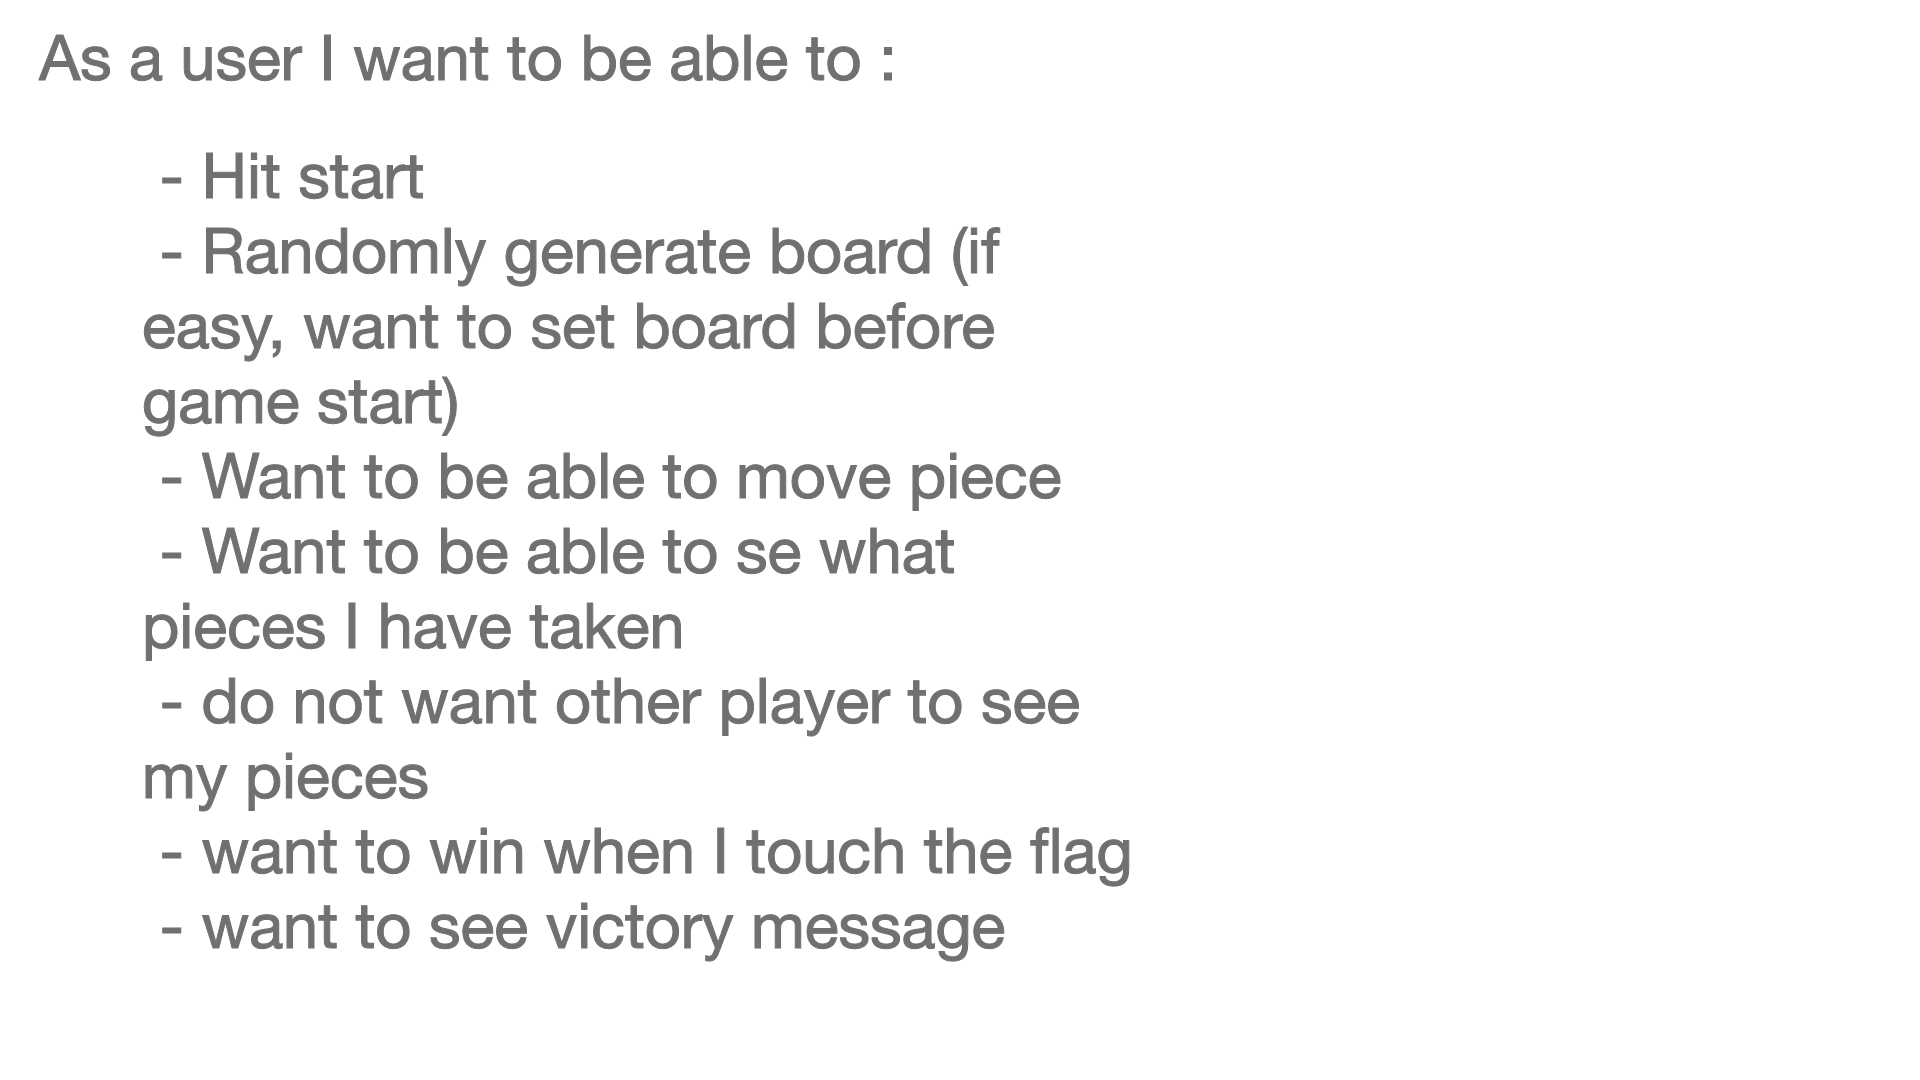 As a user I want to be able to :
- Hit start
- Randomly generate board (if
easy, want to set board before
game start)
- Want to be able to move piece
- Want to be able to se what
pieces I have taken
- do not want other player to see
my pieces
- want to win when I touch the flag
- want to see victory message